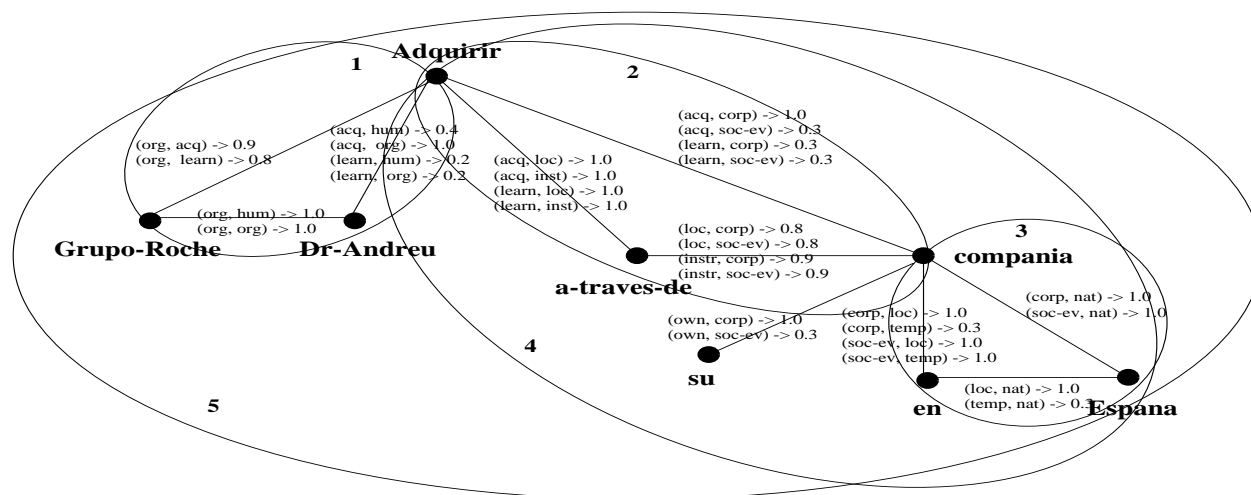 Adquirir
1
2
(acq, corp) -> 1.0
(acq, soc-ev) -> 0.3
(learn, corp) -> 0.3
(learn, soc-ev) -> 0.3
(org, acq) -> 0.9
(org, learn) -> 0.8
(acq, hum) -> 0.4
(acq, org) -> 1.0
(learn, hum) -> 0.2
(learn, org) -> 0.2
(acq, loc) -> 1.0
(acq, inst) -> 1.0
(learn, loc) -> 1.0
(learn, inst) -> 1.0
(org, hum) -> 1.0
(org, org) -> 1.0
Grupo-Roche
Dr-Andreu
(loc, corp) -> 0.8
(loc, soc-ev) -> 0.8
(instr, corp) -> 0.9
(instr, soc-ev) -> 0.9
3
compania
a-traves-de
(corp, nat) -> 1.0
(soc-ev, nat) -> 1.0
(own, corp) -> 1.0
(own, soc-ev) -> 0.3
(corp, loc) -> 1.0
(corp, temp) -> 0.3
(soc-ev, loc) -> 1.0
(soc-ev, temp) -> 1.0
4
su
(loc, nat) -> 1.0
(temp, nat) -> 0.3
5
en
Espana